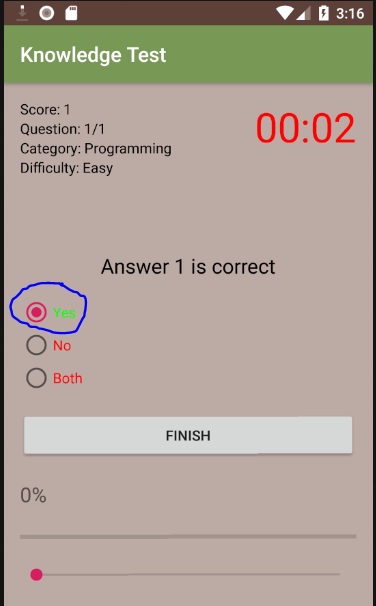 3:16
Knowledge Test
Score: 1
00:02
Question: 1/1
Category: Programming
Difficulty: Easy
Answer 1 is correct
Yes
No
Both
FINISH
0%